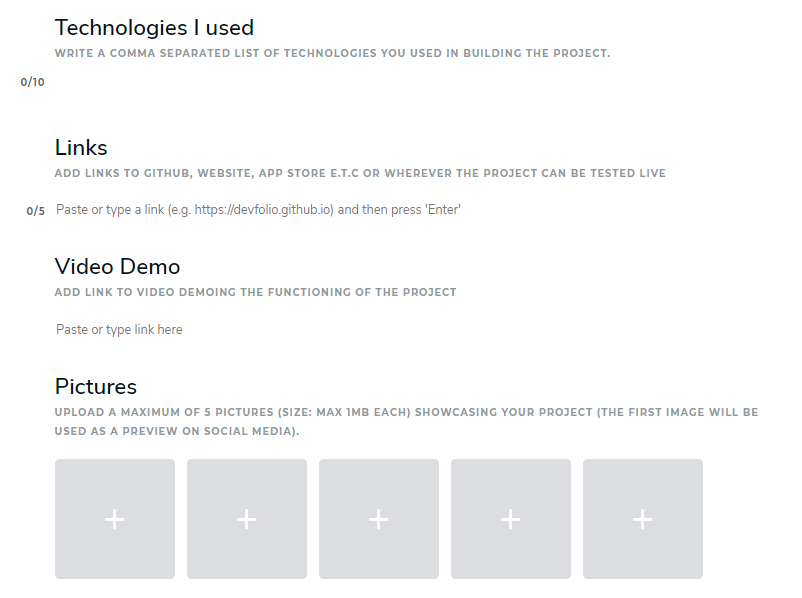 Technologies I used
WRITE A COMMA SEPARATED LIST OF TECHNOLOGIES YOU USED IN BUILDING THE PROJECT.
0/10
Links
ADD LINKS TO GITHUB, WEBSITE, APP STORE E.T.C OR WHEREVER THE PROJECT CAN BE TESTED LIVE
0/5 Paste or type a link (e.g. https://devfolio.github.io) and then press 'Enter'
Video Demo
ADD LINK TO VIDEO DEMOING THE FUNCTIONING OF THE PROJECT
Paste or type link here
Pictures
UPLOAD A MAXIMUM OF 5 PICTURES (SIZE: MAX 1MB EACH) SHOWCASING YOUR PROJECT (THE FIRST IMAGE WILL BE
USED AS A PREVIEW ON SOCIAL MEDIA).